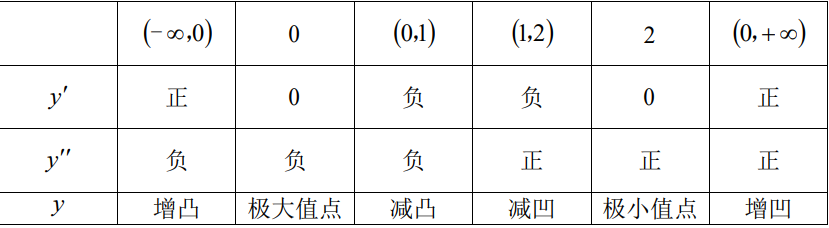 (−∞,0) 0 (0,1) (1,2) 2 (0,+∞)
y′ 正 0 负 负 0 正
y″ 负 负 负 正 正 正
y 增凸 极大值点 减凸 减凹 极小值点 增凹